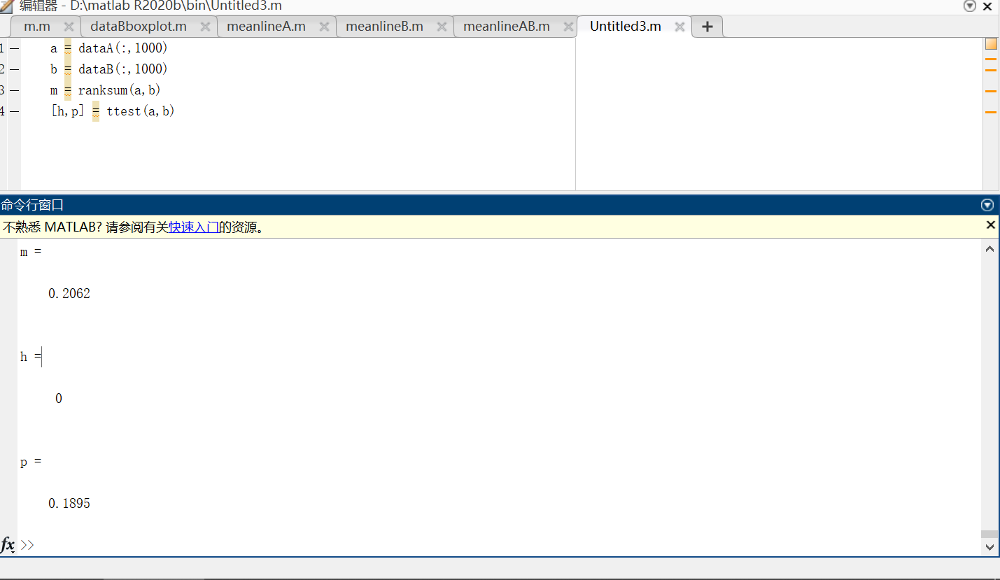 编辑器 - D:\matlab R2020b\bin\Untitled3.m
m.m dataBboxplot.m meanlineA.m meanlineB.m meanlineAB.m Untitled3.m +
1 — a = dataA(:,1000)
2 — b = dataB(:,1000)
3 — m = ranksum(a,b)
4 — [h,p] = ttest(a,b)
命令行窗口
不熟悉 MATLAB? 请参阅有关快速入门的资源。
m =
0.2062
h =
0
p =
0.1895
fx >>